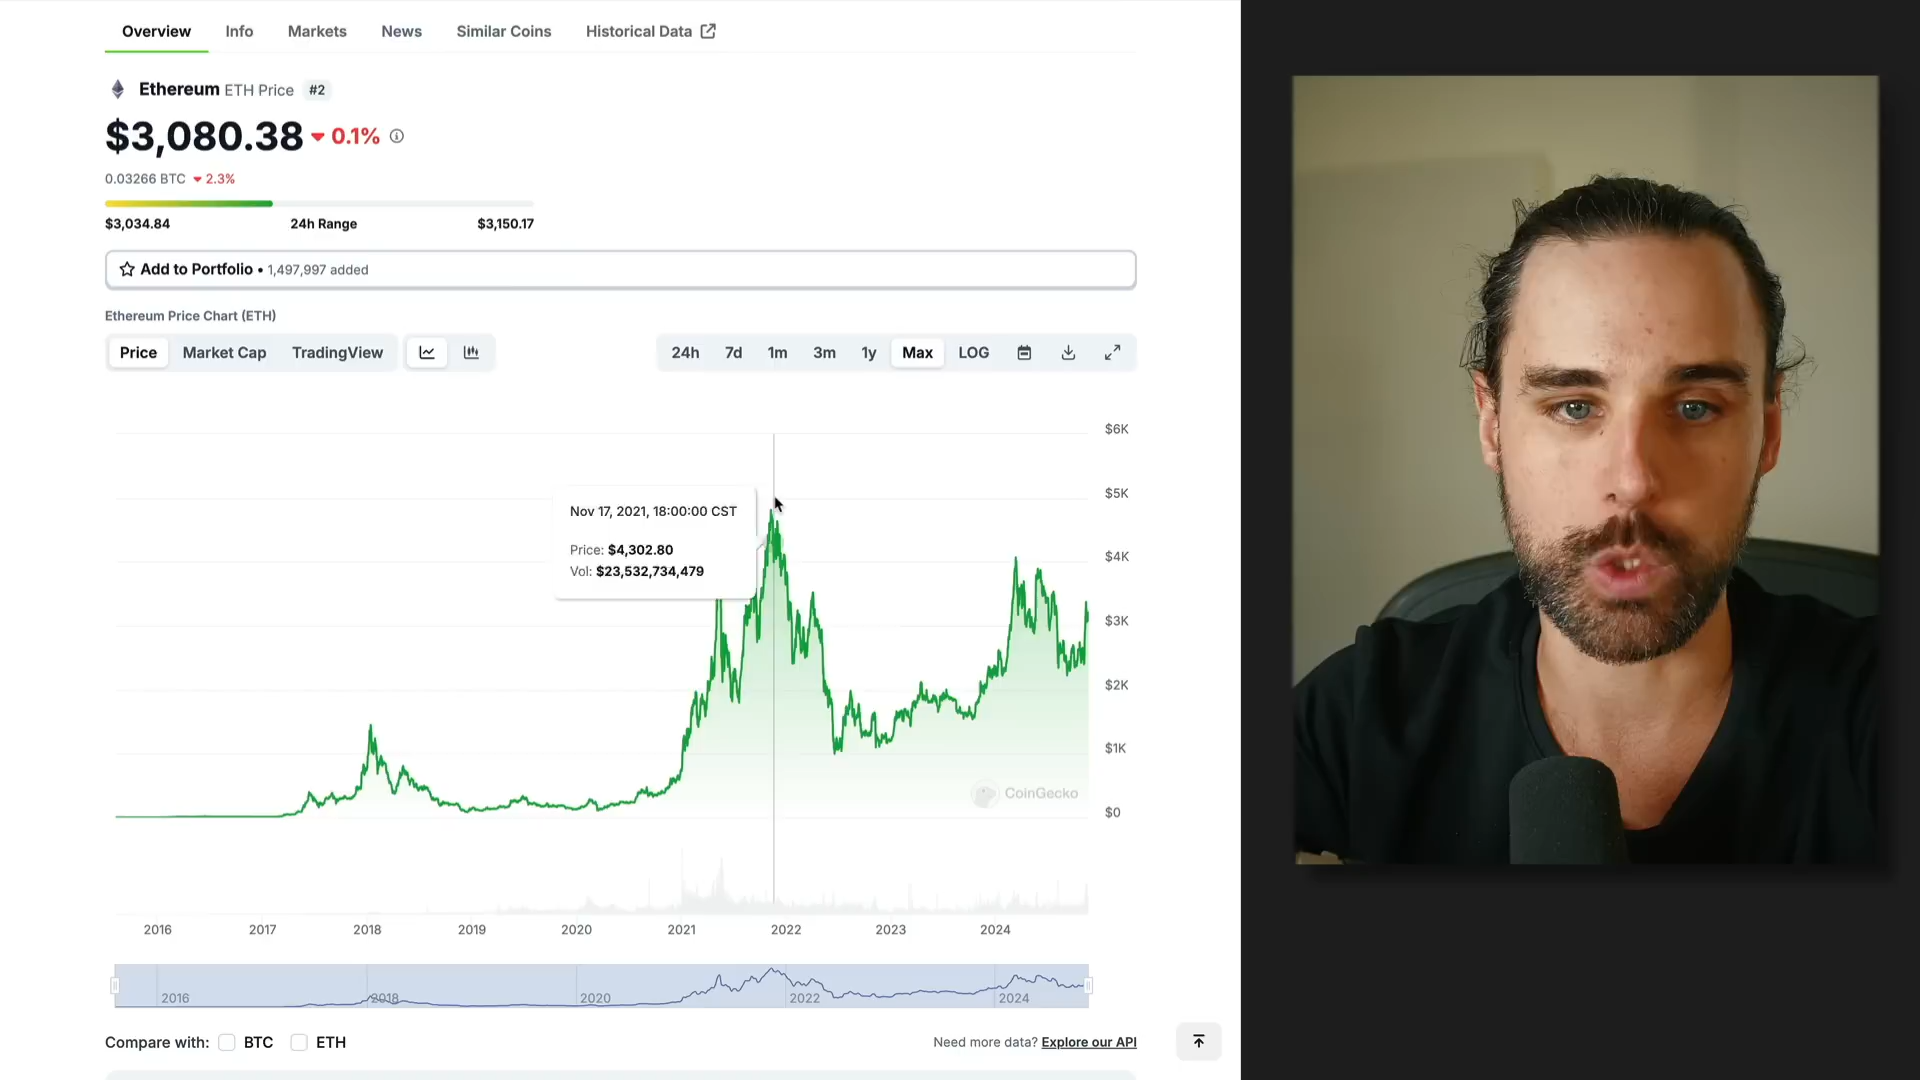 Overview Info Markets News Similar Coins Historical Data
Ethereum ETH Price #2
$3,080.38 0.1%
0.03266 BTC 2.3%
$3,034.84 24h Range $3,150.17
Add to Portfolio • 1,497,997 added
Ethereum Price Chart (ETH)
Price Market Cap TradingView 24h 7d 1m 3m 1y Max LOG
$6K
$5K
Nov 17, 2021, 18:00:00 CST
Price: $4,302.80
Vol: $23,532,734,479
$4K
$3K
$2K
$1K
CoinGecko
$0
2016 2017 2018 2019 2020 2021 2022 2023 2024
2016 2018 2020 2022 2024
Compare with: BTC ETH Need more data? Explore our API